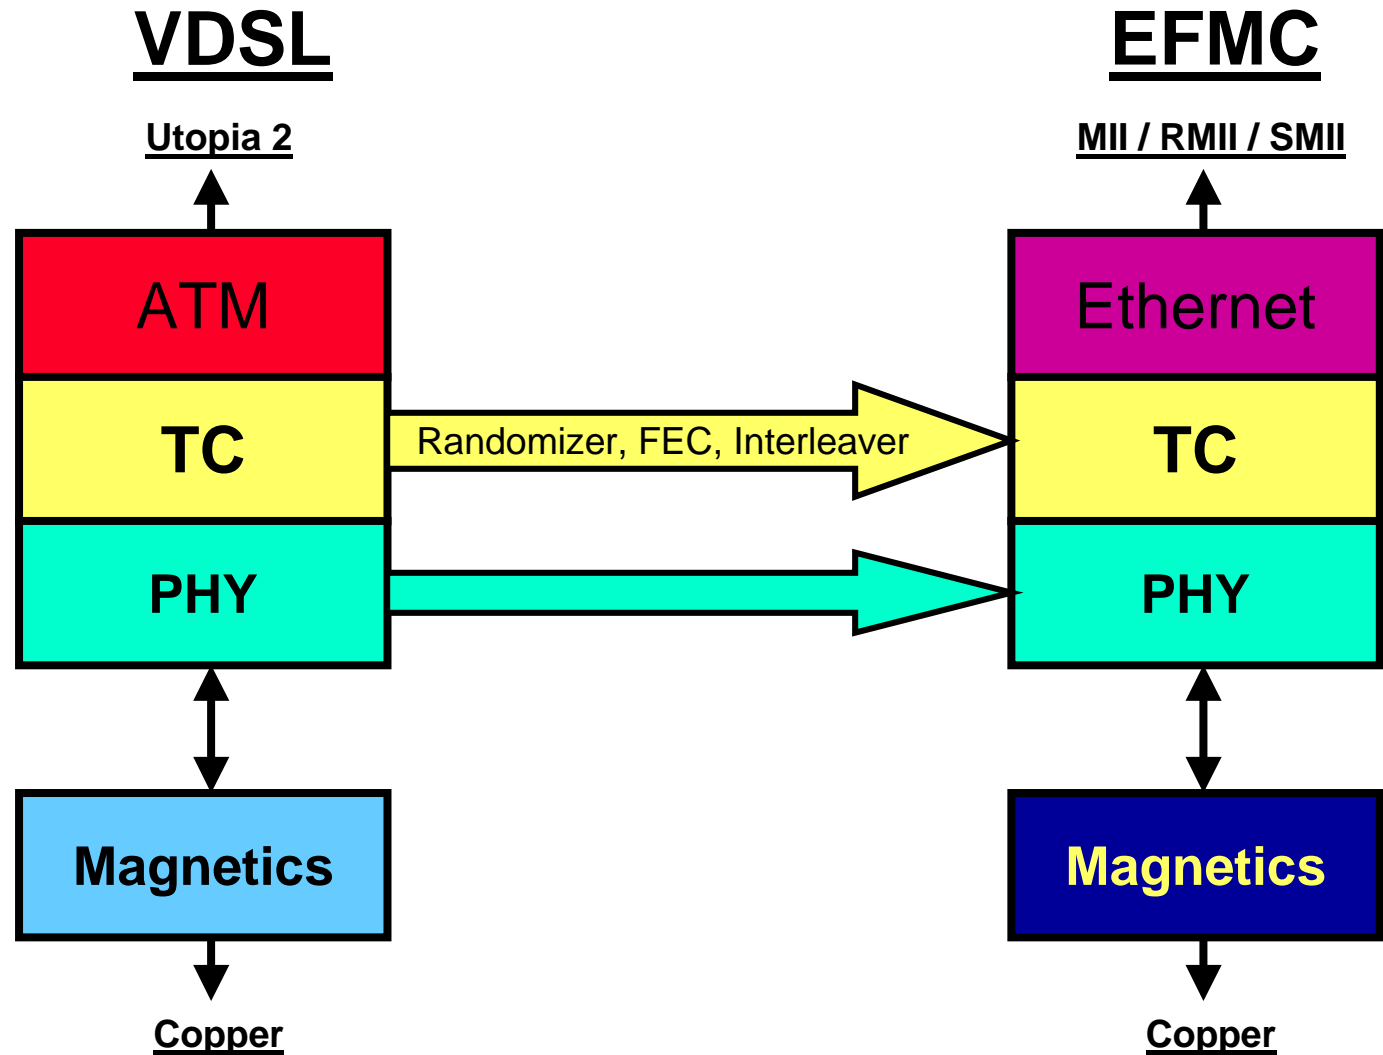 VDSL
EFMC
Utopia 2
MII / RMII / SMII
ATM
Ethernet
TC
Randomizer, FEC, Interleaver
TC
PHY
PHY
Magnetics
Magnetics
Copper
Copper